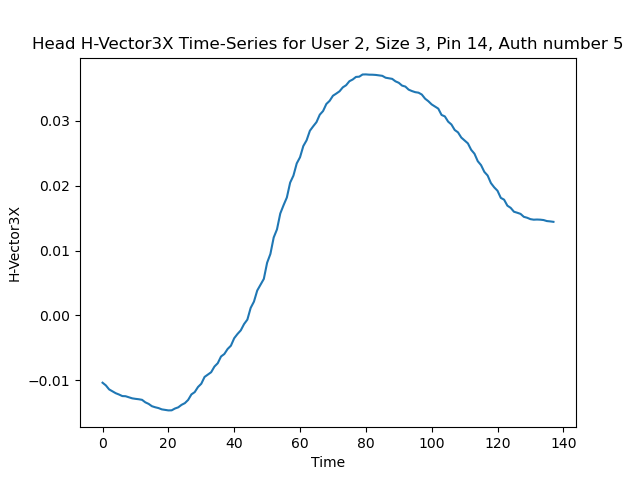 Head H-Vector3X Time-Series for User 2, Size 3, Pin 14, Auth number 5
H-Vector3X
0.03
0.02
0.01
0.00
−0.01
0 20 40 60 80 100 120 140
Time